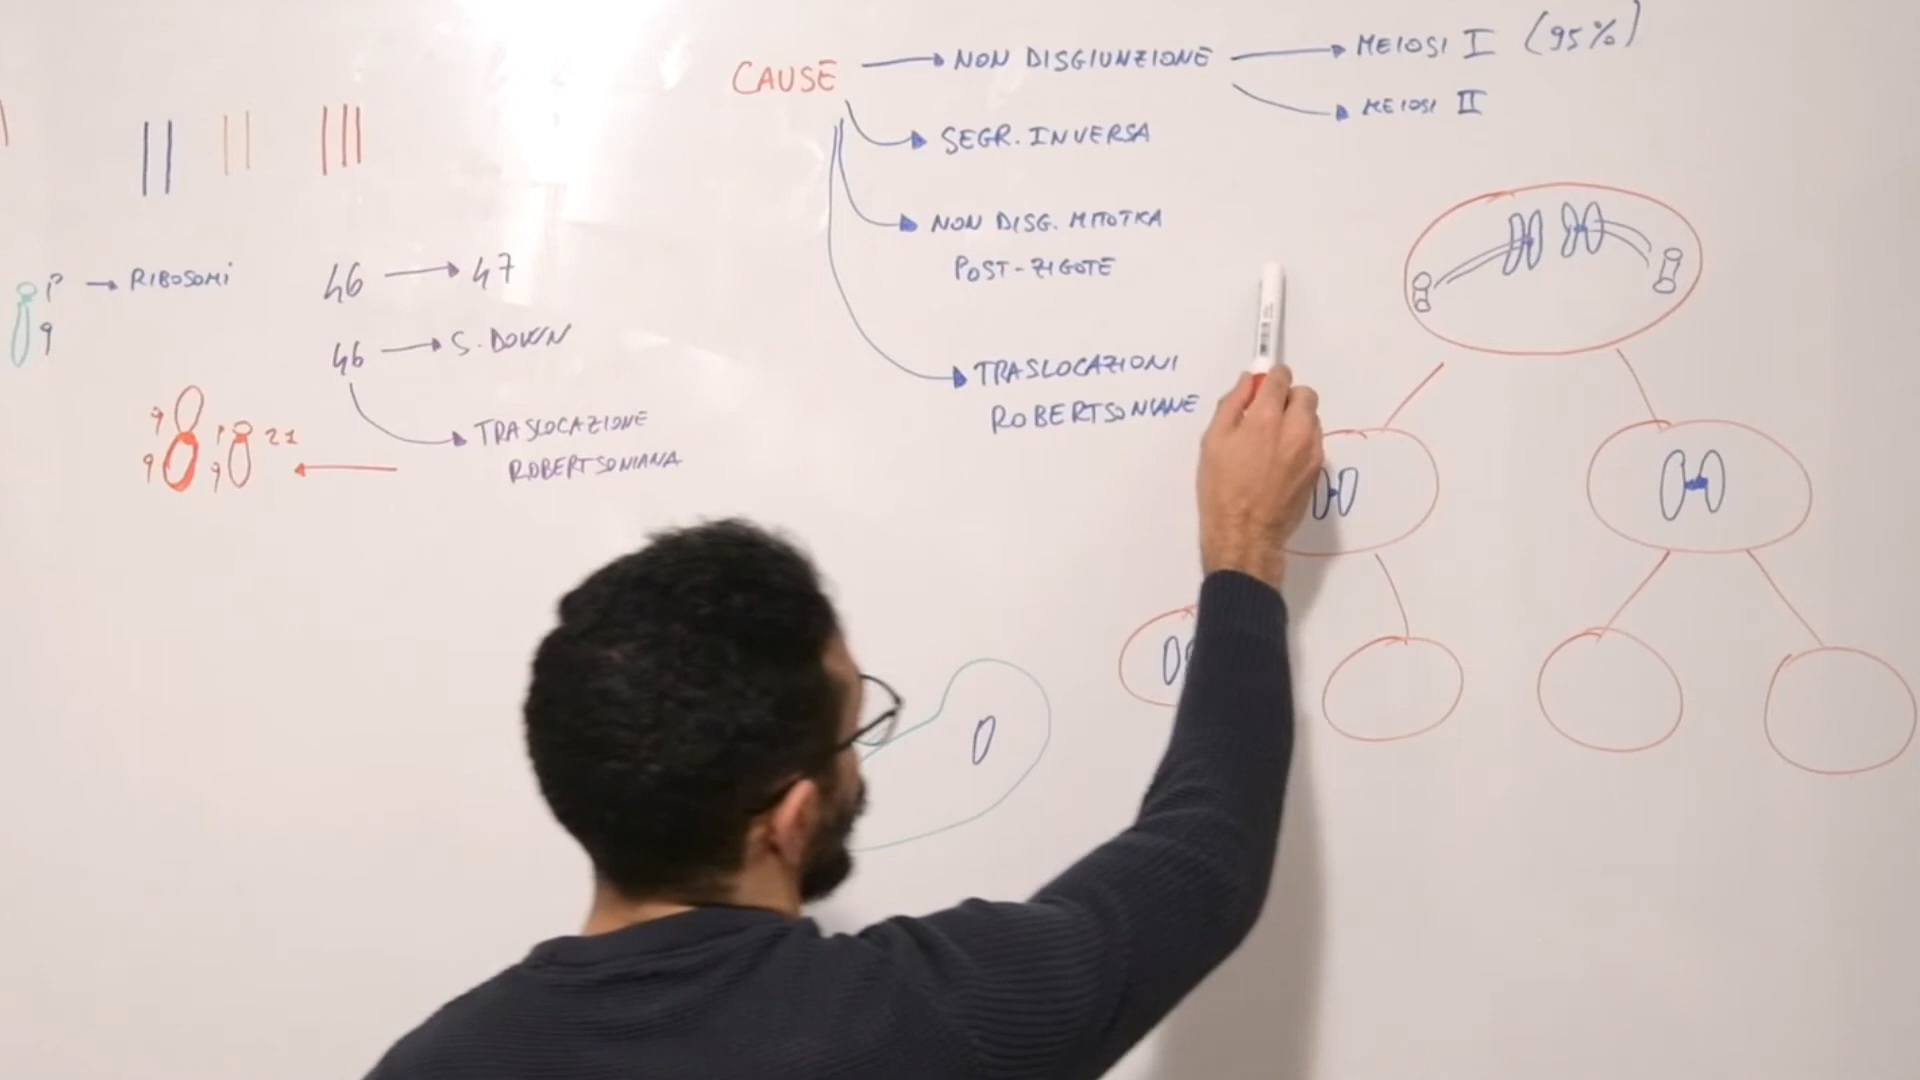 CAUSE
NON DISGIUNZIONE
MEIOSI I (95%)
MEIOSI II
SEGR. INVERSA
NON DISG. MITOTICA
POST-ZIGOTE
TRASLOCAZIONI
ROBERTSONIANE
P
RIBOSOMI
q
46 → 47
46 → S. DOWN
TRASLOCAZIONE
ROBERTSONIANA
q
q
P
q
21